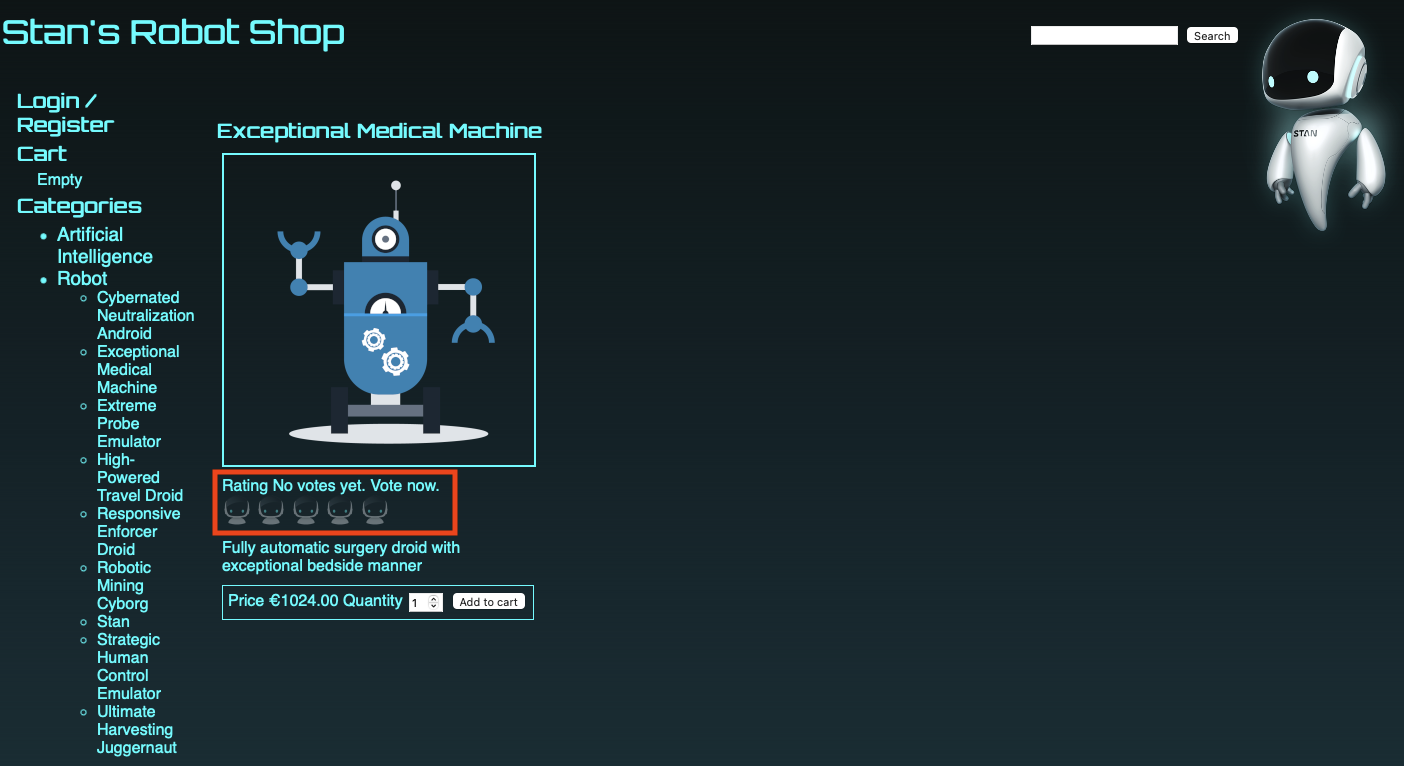 Stan's Robot Shop
Search
STAN
Login /
Register
Cart
Empty
Categories
Artificial
Intelligence
Robot
Cybernated
Neutralization
Android
Exceptional
Medical
Machine
Extreme
Probe
Emulator
High-
Powered
Travel Droid
Responsive
Enforcer
Droid
Robotic
Mining
Cyborg
Stan
Strategic
Human
Control
Emulator
Ultimate
Harvesting
Juggernaut
Exceptional Medical Machine
Rating No votes yet. Vote now.
Fully automatic surgery droid with
exceptional bedside manner
Price €1024.00 Quantity 1 Add to cart